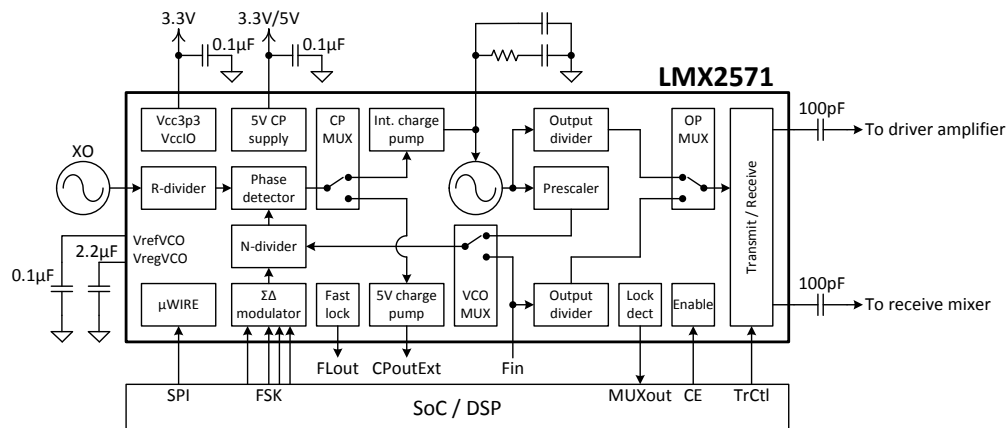 3.3V
3.3V/5V
0.1µF
0.1µF
LMX2571
Vcc3p3
VccIO
5V CP
supply
CP
MUX
Int. charge
pump
Output
divider
OP
MUX
100pF
To driver amplifier
XO
R-divider
Phase
detector
Prescaler
Transmit / Receive
VrefVCO
VregVCO
2.2µF
0.1µF
N-divider
µWIRE
ΣΔ
modulator
Fast
lock
5V charge
pump
VCO
MUX
Output
divider
Lock
dect
Enable
100pF
To receive mixer
FLout
CPoutExt
Fin
SPI
FSK
MUXout
CE
TrCtl
SoC / DSP